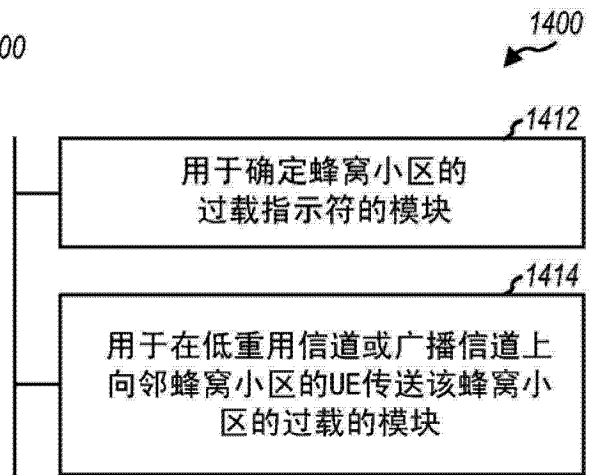 00
1400
1412
用于确定蜂窝小区的
过载指示符的模块
1414
用于在低重用信道或广播信道上
向邻蜂窝小区的UE传送该蜂窝小
区的过载的模块